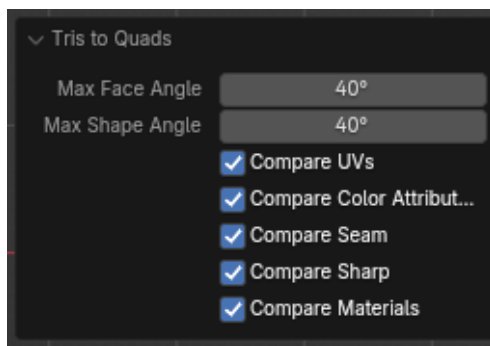 Tris to Quads
Max Face Angle 40°
Max Shape Angle 40°
Compare UVs
Compare Color Attribut...
Compare Seam
Compare Sharp
Compare Materials